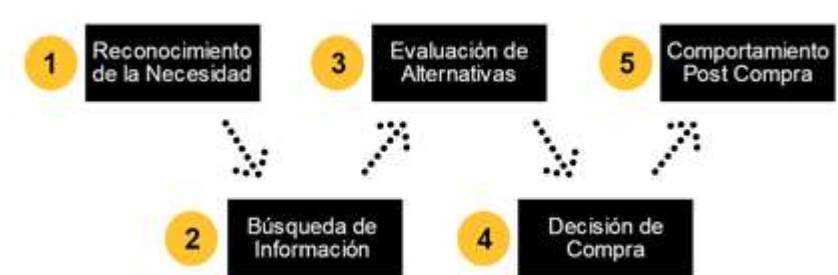 1
Reconocimiento
de la Necesidad
2
Búsqueda de
Información
3
Evaluación de
Alternativas
4
Decisión de
Compra
5
Comportamiento
Post Compra